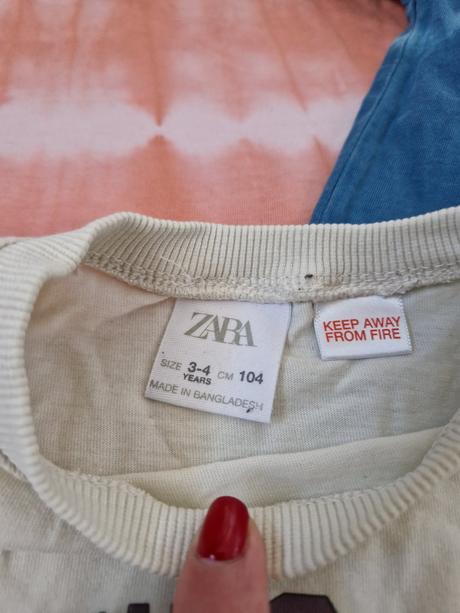 ZARA
SIZE 3-4 YEARS CM 104
MADE IN BANGLADESH
KEEP AWAY
FROM FIRE